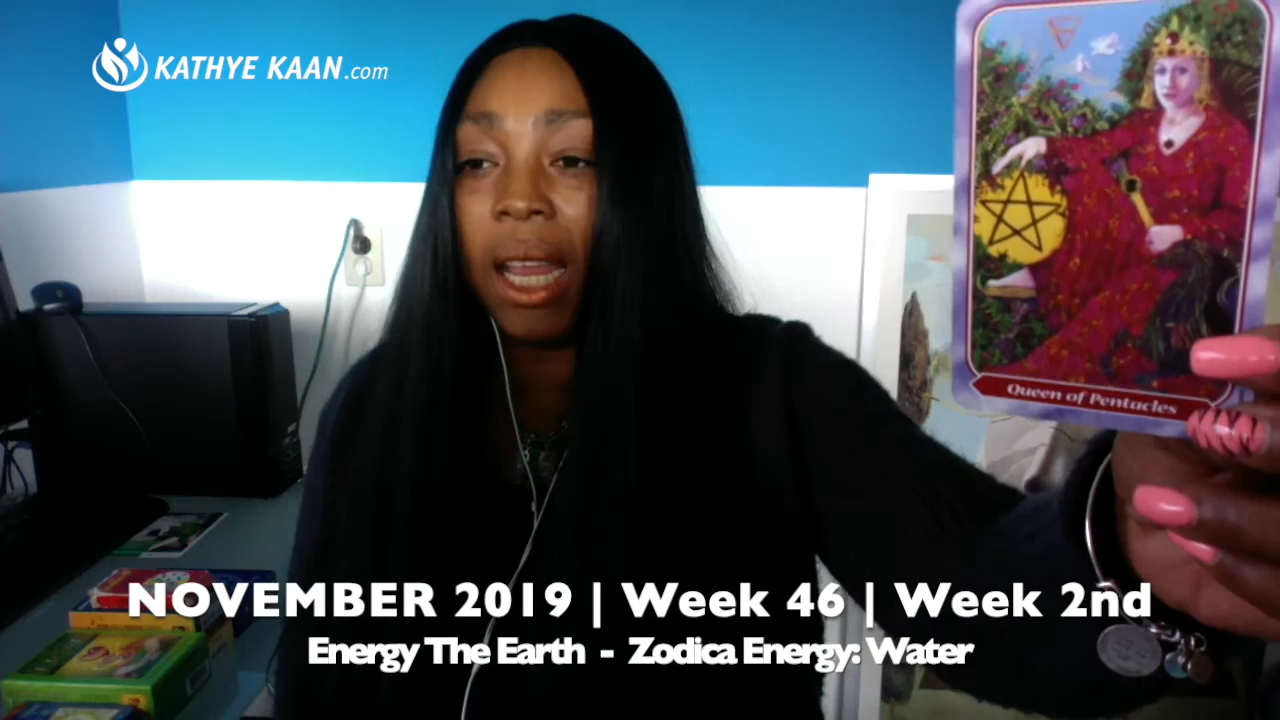 KATHYE KAAN.com
Queen of Pentacles
NOVEMBER 2019 | Week 46 | Week 2nd
Energy The Earth - Zodica Energy: Water